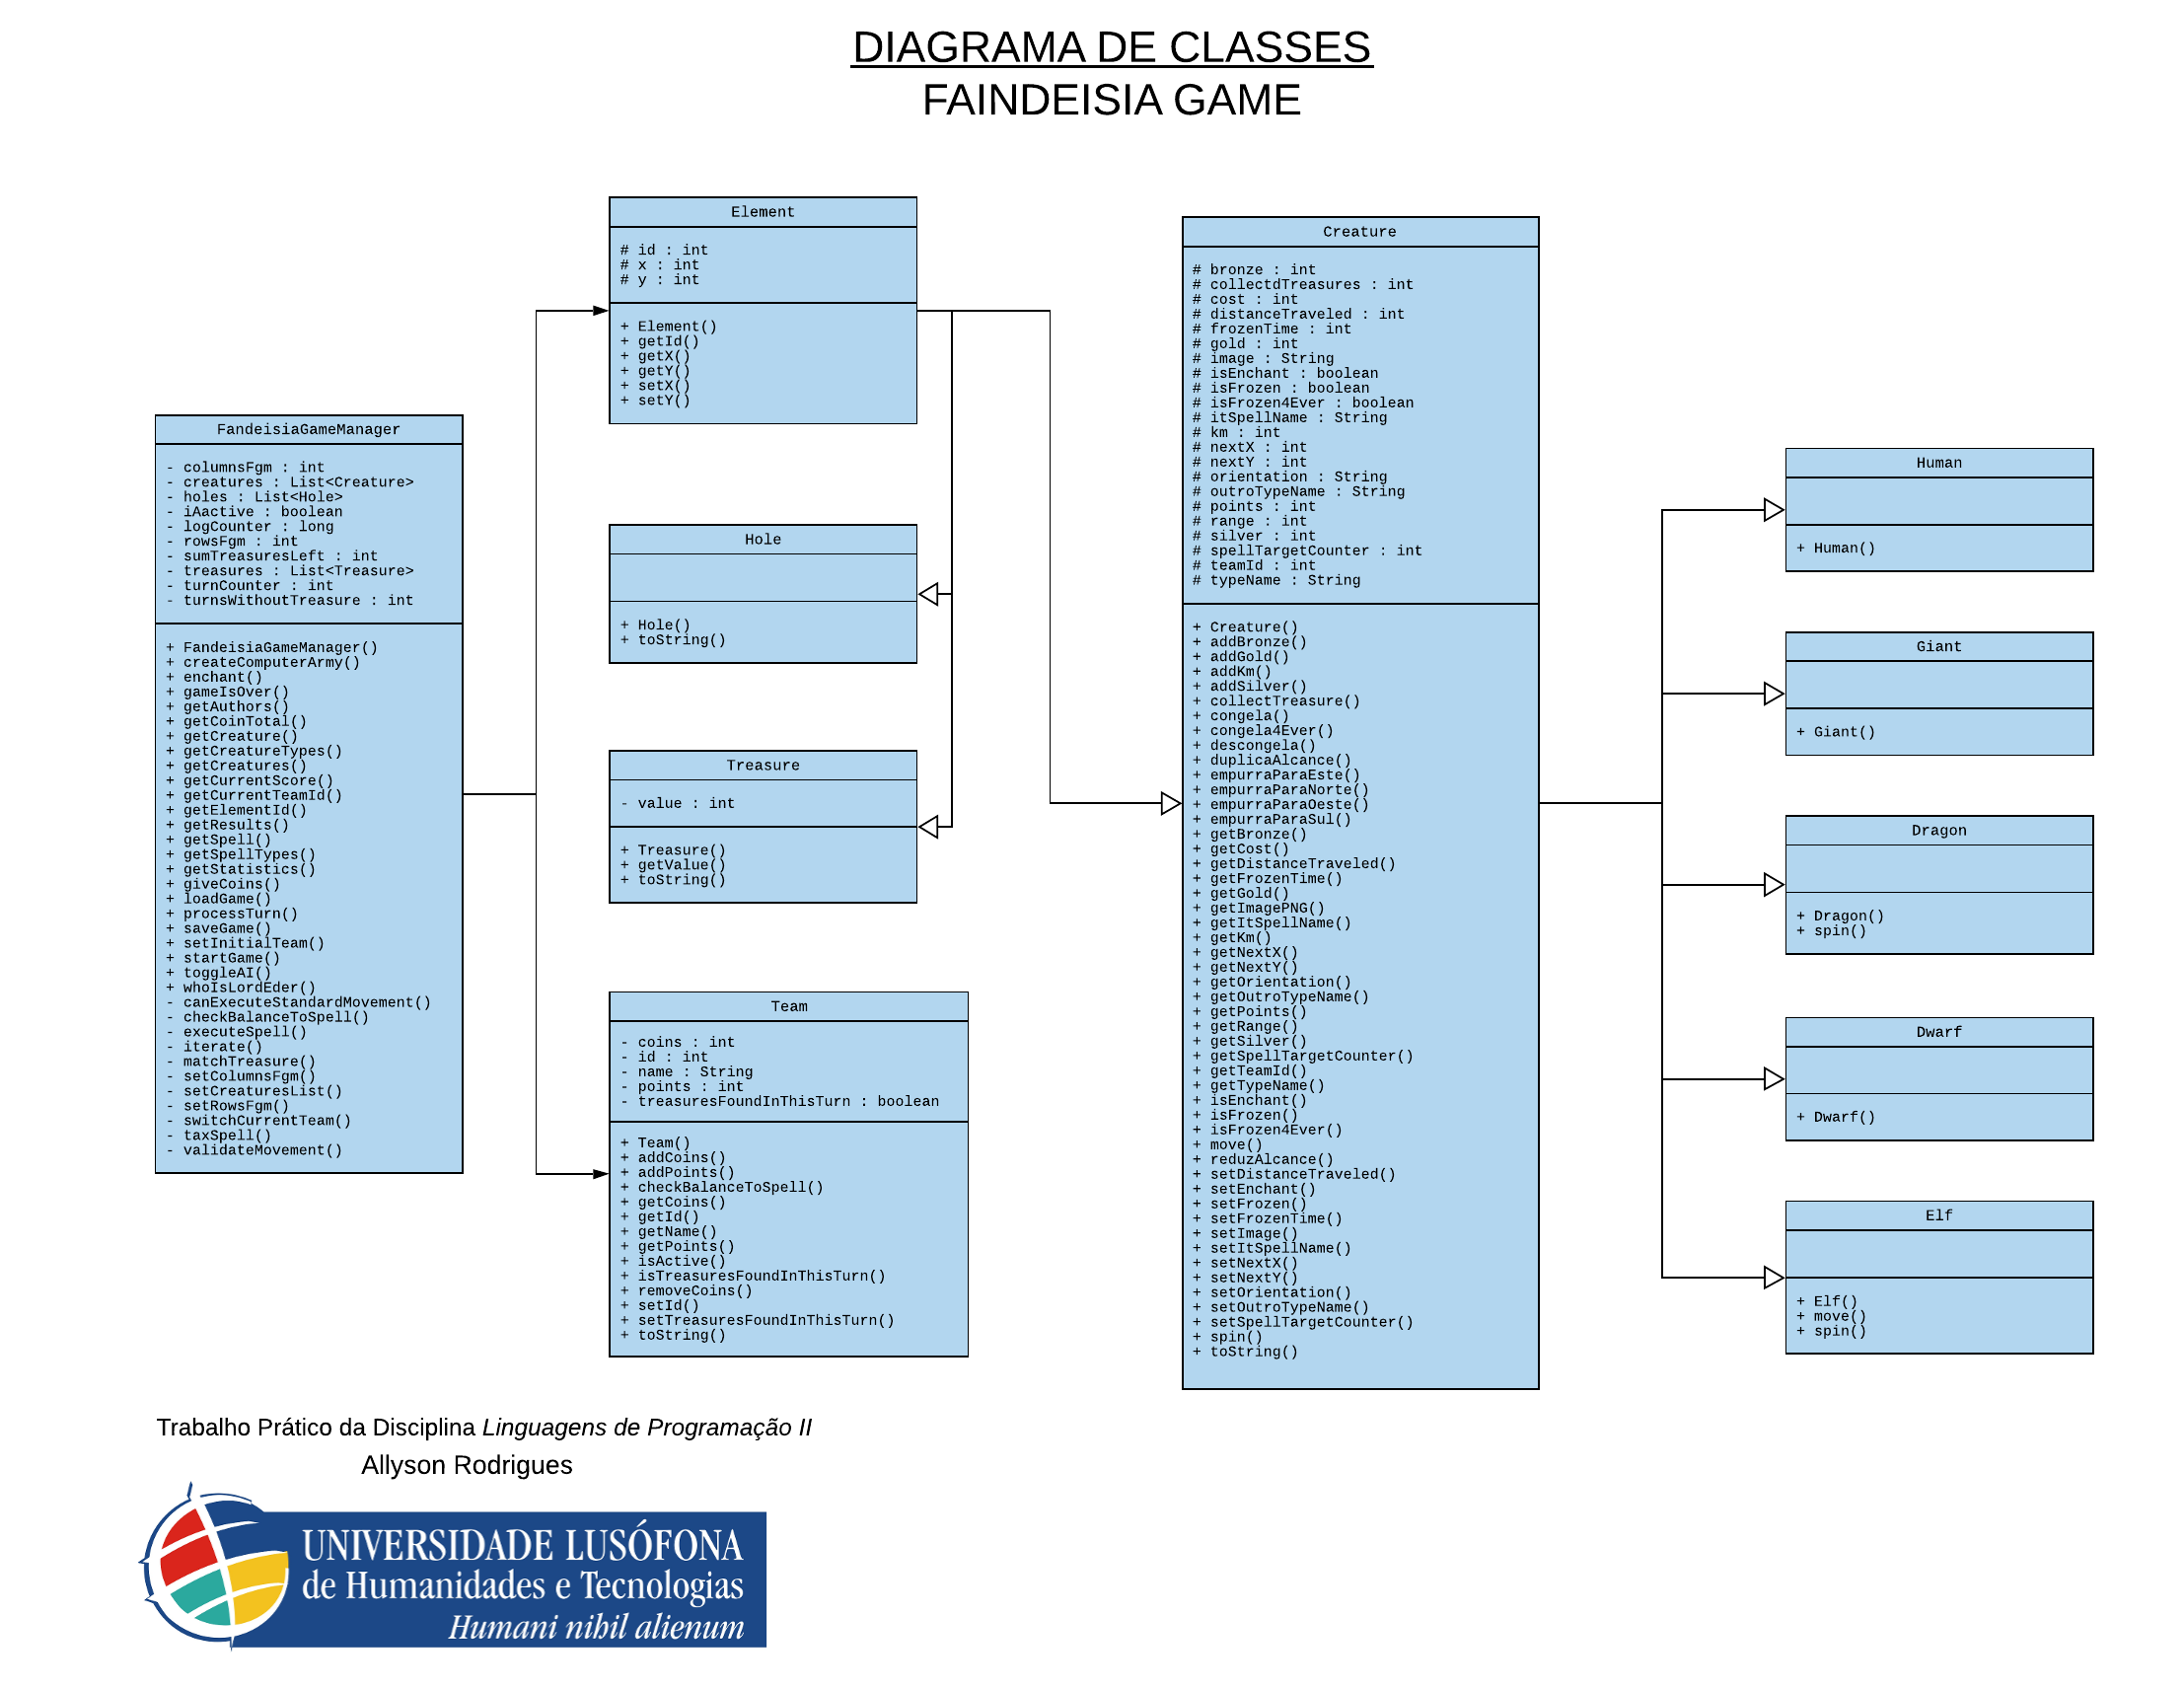 DIAGRAMA DE CLASSES
FAINDEISIA GAME
FandeisiaGameManager
- columnsFgm : int
- creatures : List<Creature>
- holes : List<Hole>
- iAactive : boolean
- logCounter : long
- rowsFgm : int
- sumTreasuresLeft : int
- treasures : List<Treasure>
- turnCounter : int
- turnsWithoutTreasure : int
+ FandeisiaGameManager()
+ createComputerArmy()
+ enchant()
+ gameIsOver()
+ getAuthors()
+ getCoinTotal()
+ getCreature()
+ getCreatureTypes()
+ getCreatures()
+ getCurrentScore()
+ getCurrentTeamId()
+ getElementId()
+ getResults()
+ getSpell()
+ getSpellTypes()
+ getStatistics()
+ giveCoins()
+ loadGame()
+ processTurn()
+ saveGame()
+ setInitialTeam()
+ startGame()
+ toggleAI()
+ whoIsLordEder()
- canExecuteStandardMovement()
- checkBalanceToSpell()
- executeSpell()
- iterate()
- matchTreasure()
- setColumnsFgm()
- setCreaturesList()
- setRowsFgm()
- switchCurrentTeam()
- taxSpell()
- validateMovement()
Element
# id : int
# x : int
# y : int
+ Element()
+ getId()
+ getX()
+ getY()
+ setX()
+ setY()
Hole
+ Hole()
+ toString()
Treasure
- value : int
+ Treasure()
+ getValue()
+ toString()
Team
- coins : int
- id : int
- name : String
- points : int
- treasuresFoundInThisTurn : boolean
+ Team()
+ addCoins()
+ addPoints()
+ checkBalanceToSpell()
+ getCoins()
+ getId()
+ getName()
+ getPoints()
+ isActive()
+ isTreasuresFoundInThisTurn()
+ removeCoins()
+ setId()
+ setTreasuresFoundInThisTurn()
+ toString()
Creature
# bronze : int
# collectdTreasures : int
# cost : int
# distanceTraveled : int
# frozenTime : int
# gold : int
# image : String
# isEnchant : boolean
# isFrozen : boolean
# isFrozen4Ever : boolean
# itSpellName : String
# km : int
# nextX : int
# nextY : int
# orientation : String
# outroTypeName : String
# points : int
# range : int
# silver : int
# spellTargetCounter : int
# teamId : int
# typeName : String
+ Creature()
+ addBronze()
+ addGold()
+ addKm()
+ addSilver()
+ collectTreasure()
+ congela()
+ congela4Ever()
+ descongela()
+ duplicaAlcance()
+ empurraParaEste()
+ empurraParaNorte()
+ empurraParaOeste()
+ empurraParaSul()
+ getBronze()
+ getCost()
+ getDistanceTraveled()
+ getFrozenTime()
+ getGold()
+ getImagePNG()
+ getItSpellName()
+ getKm()
+ getNextX()
+ getNextY()
+ getOrientation()
+ getOutroTypeName()
+ getPoints()
+ getRange()
+ getSilver()
+ getSpellTargetCounter()
+ getTeamId()
+ getTypeName()
+ isEnchant()
+ isFrozen()
+ isFrozen4Ever()
+ move()
+ reduzAlcance()
+ setDistanceTraveled()
+ setEnchant()
+ setFrozen()
+ setFrozenTime()
+ setImage()
+ setItSpellName()
+ setNextX()
+ setNextY()
+ setOrientation()
+ setOutroTypeName()
+ setSpellTargetCounter()
+ spin()
+ toString()
Human
+ Human()
Giant
+ Giant()
Dragon
+ Dragon()
+ spin()
Dwarf
+ Dwarf()
Elf
+ Elf()
+ move()
+ spin()
Trabalho Prático da Disciplina Linguagens de Programação II
Allyson Rodrigues
UNIVERSIDADE LUSÓFONA
de Humanidades e Tecnologias
Humani nihil alienum